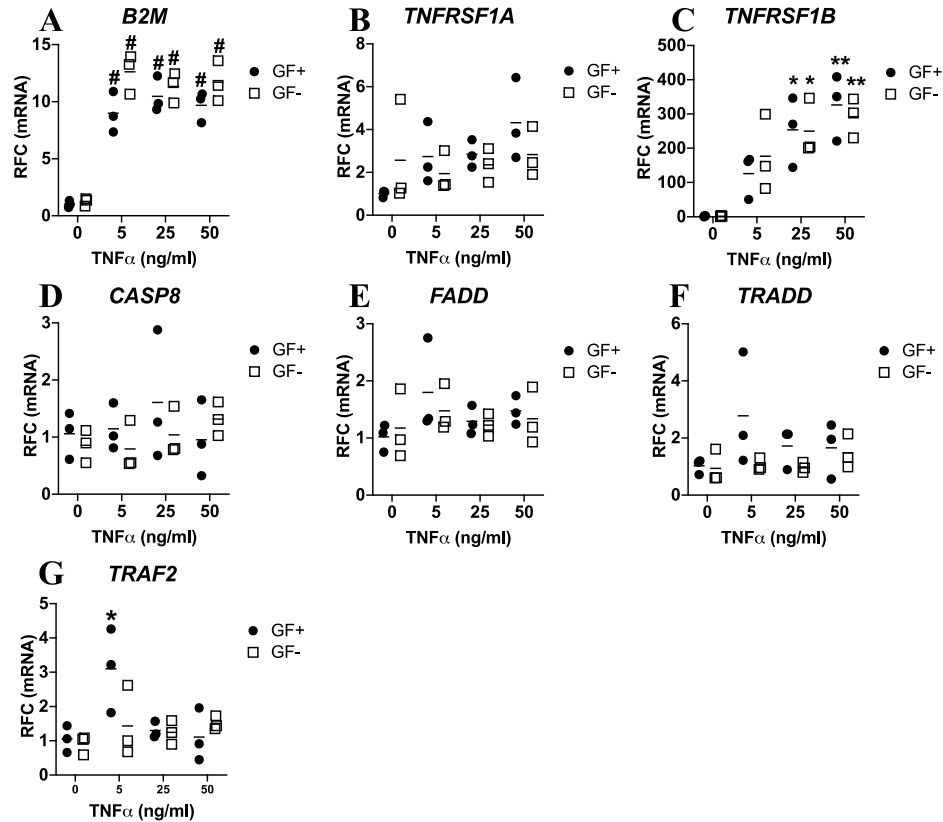 A B2M
# # # # # #
RFC (mRNA)
15
10
5
0
0 5 25 50
TNFα (ng/ml)
GF+
GF-
B TNFRSF1A
RFC (mRNA)
8
6
4
2
0
0 5 25 50
TNFα (ng/ml)
GF+
GF-
C TNFRSF1B
* * ** **
RFC (mRNA)
500
400
300
200
100
0
0 5 25 50
TNFα (ng/ml)
GF+
GF-
D CASP8
RFC (mRNA)
3
2
1
0
0 5 25 50
TNFα (ng/ml)
GF+
GF-
E FADD
RFC (mRNA)
3
2
1
0
0 5 25 50
TNFα (ng/ml)
GF+
GF-
F TRADD
RFC (mRNA)
6
4
2
0
0 5 25 50
TNFα (ng/ml)
GF+
GF-
G TRAF2
*
RFC (mRNA)
5
4
3
2
1
0
0 5 25 50
TNFα (ng/ml)
GF+
GF-